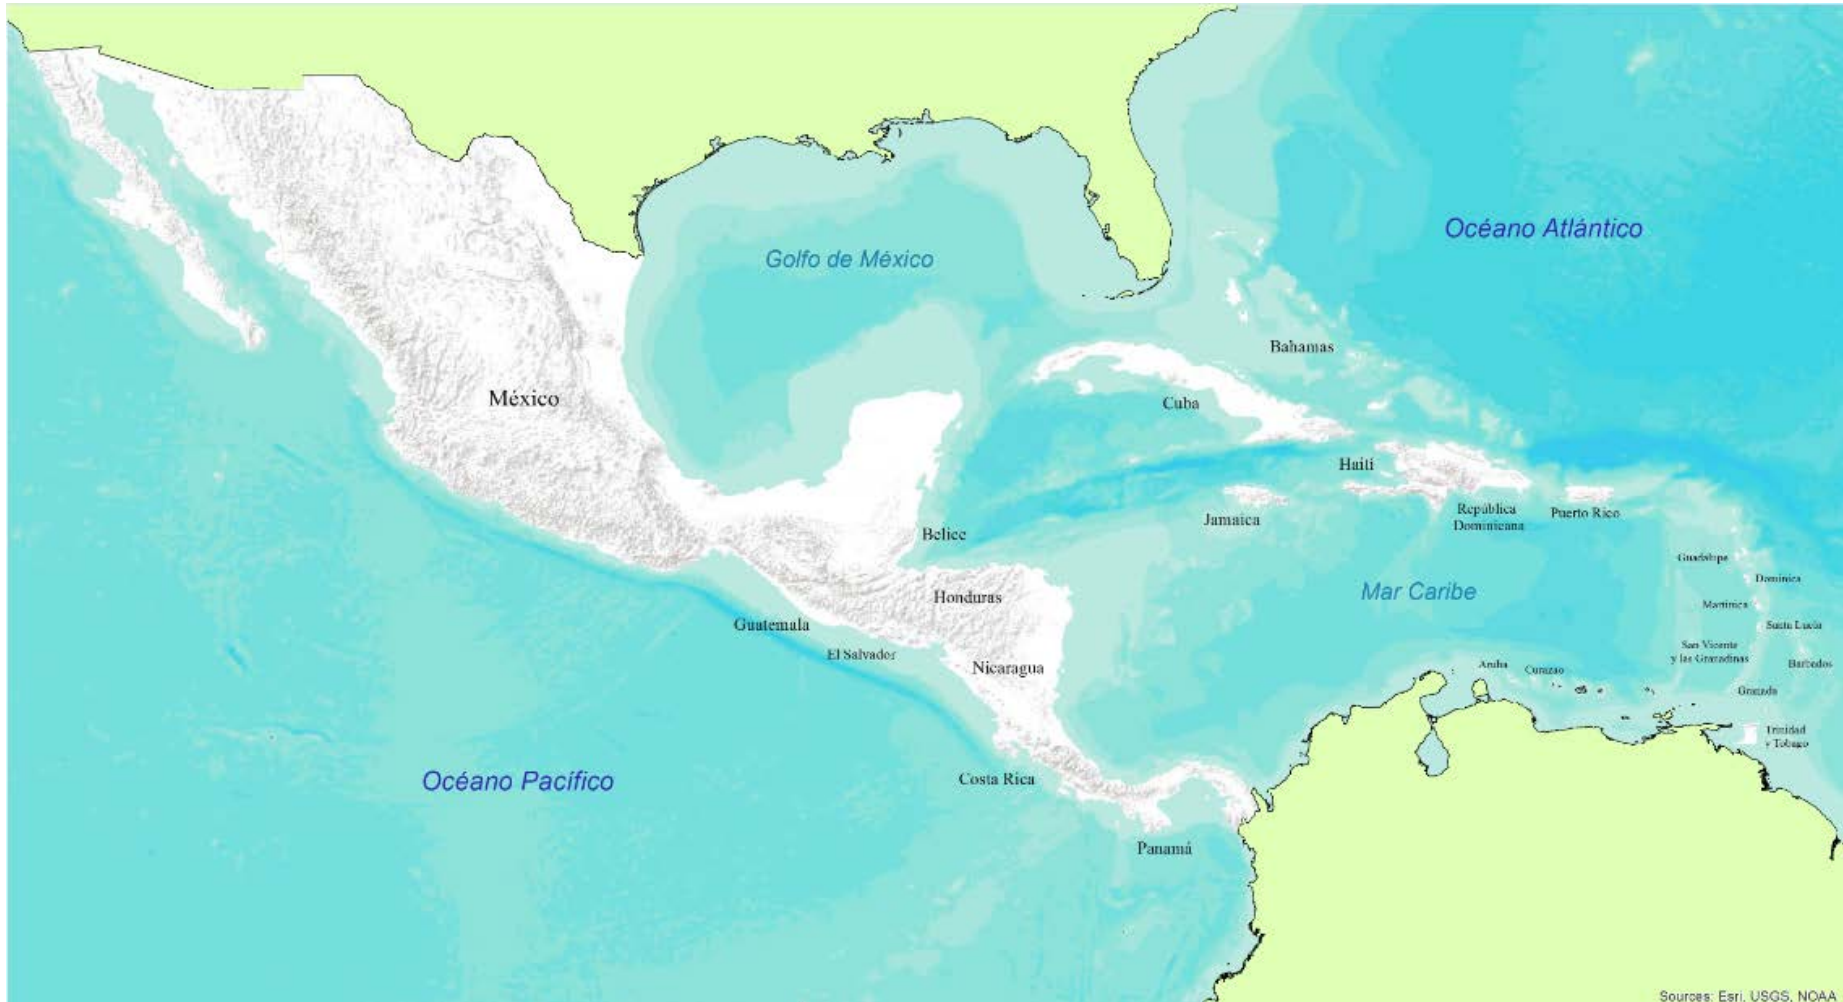 Océano Atlántico
Golfo de México
Bahamas
México
Cuba
Haití
Jamaica
República
Dominicana
Puerto Rico
Belice
Guadalupe
Dominica
Mar Caribe
Honduras
Martinica
Guatemala
Santa Lucía
El Salvador
San Vicente
y las Granadinas
Nicaragua
Aruba
Curazao
Barbados
Granada
Trinidad
y Tobago
Océano Pacífico
Costa Rica
Panamá
Sources: Esri, USGS, NOAA